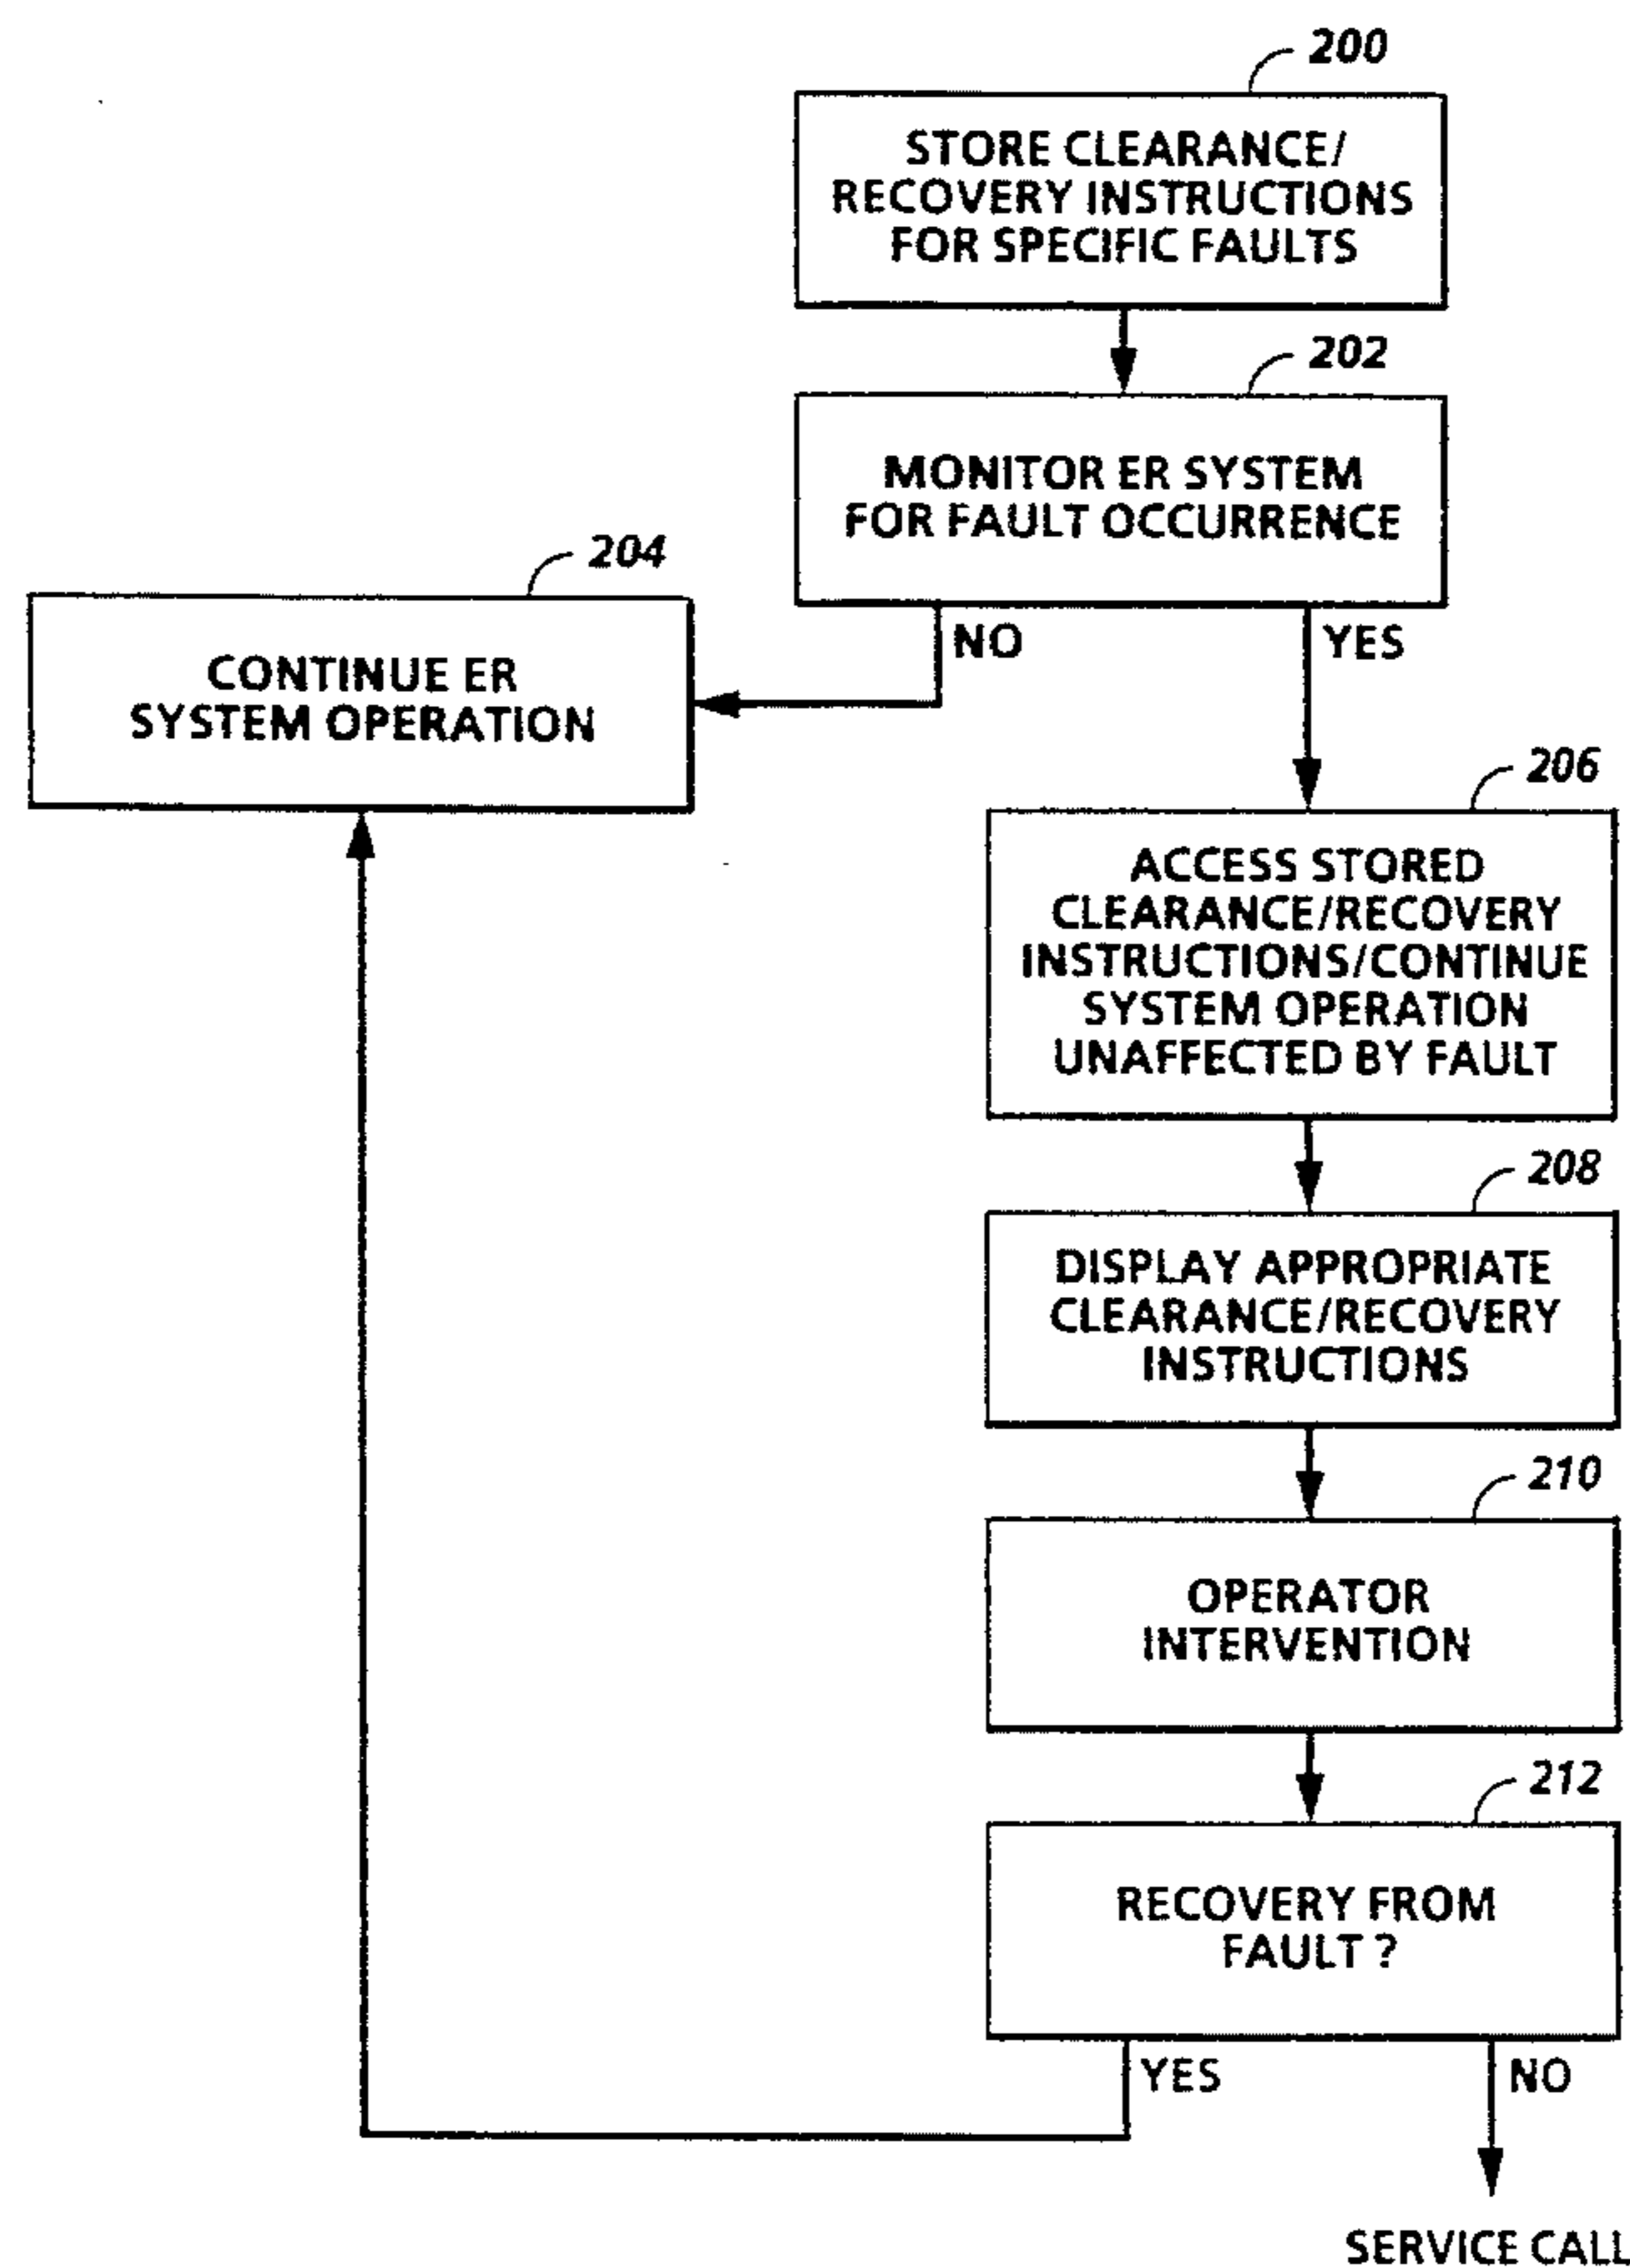 200
STORE CLEARANCE/
RECOVERY INSTRUCTIONS
FOR SPECIFIC FAULTS
202
MONITOR ER SYSTEM
FOR FAULT OCCURRENCE
NO
YES
204
CONTINUE ER
SYSTEM OPERATION
206
ACCESS STORED
CLEARANCE/RECOVERY
INSTRUCTIONS/CONTINUE
SYSTEM OPERATION
UNAFFECTED BY FAULT
208
DISPLAY APPROPRIATE
CLEARANCE/RECOVERY
INSTRUCTIONS
210
OPERATOR
INTERVENTION
212
RECOVERY FROM
FAULT ?
YES
NO
SERVICE CALL